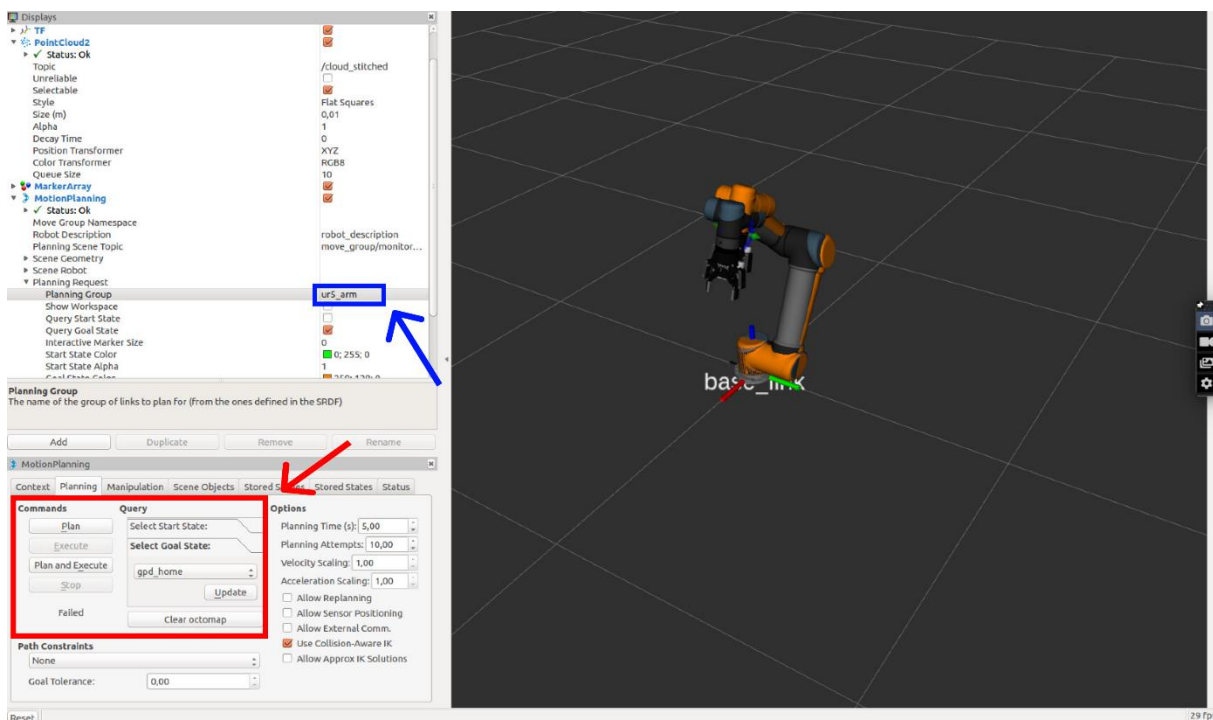 Displays
TF
PointCloud2
Status: Ok
Topic /cloud_stitched
Unreliable
Selectable
Style Flat Squares
Size (m) 0,01
Alpha 1
Decay Time 0
Position Transformer XYZ
Color Transformer RGB8
Queue Size 10
MarkerArray
MotionPlanning
Status: Ok
Move Group Namespace
Robot Description robot_description
Planning Scene Topic move_group/monitor...
Scene Geometry
Scene Robot
Planning Request
Planning Group ur5_arm
Show Workspace
Query Start State
Query Goal State
Interactive Marker Size 0
Start State Color 0; 255; 0
Start State Alpha 1
Planning Group
The name of the group of links to plan for (from the ones defined in the SRDF)
Add Duplicate Remove Rename
MotionPlanning
Context Planning Manipulation Scene Objects Stored Stored States Status
Commands Query Options
Plan Select Start State: Planning Time (s): 5,00
Execute Select Goal State: Planning Attempts: 10,00
Plan and Execute gpd_home Velocity Scaling: 1,00
Stop Update Acceleration Scaling: 1,00
Allow Replanning
Failed Clear octomap Allow Sensor Positioning
Allow External Comm.
Path Constraints Use Collision-Aware IK
None Allow Approx IK Solutions
Goal Tolerance: 0,00
Reset
29 fp
base_link